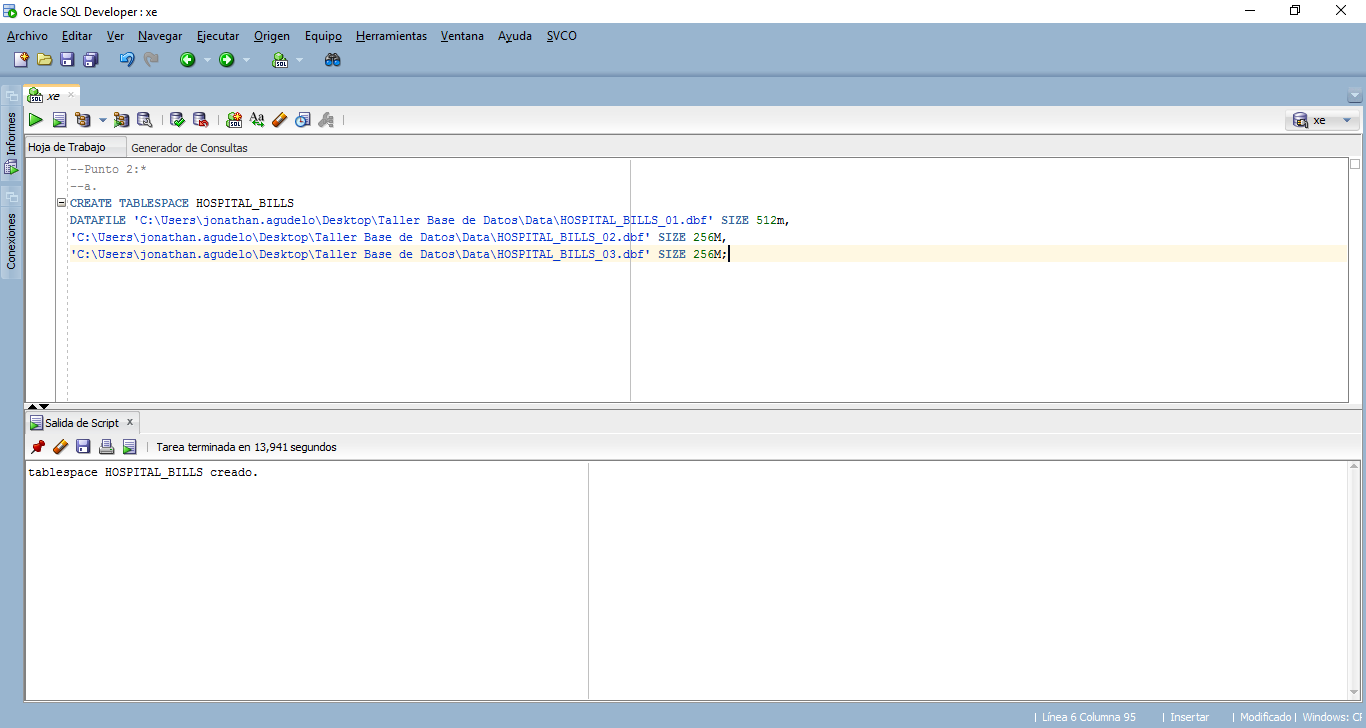 Oracle SQL Developer : xe
Archivo Editar Ver Navegar Ejecutar Origen Equipo Herramientas Ventana Ayuda SVCO
xe
xe
Informes
Conexiones
Hoja de Trabajo Generador de Consultas
--Punto 2:*
--a.
CREATE TABLESPACE HOSPITAL_BILLS
DATAFILE 'C:\Users\jonathan.agudelo\Desktop\Taller Base de Datos\Data\HOSPITAL_BILLS_01.dbf' SIZE 512m,
'C:\Users\jonathan.agudelo\Desktop\Taller Base de Datos\Data\HOSPITAL_BILLS_02.dbf' SIZE 256M,
'C:\Users\jonathan.agudelo\Desktop\Taller Base de Datos\Data\HOSPITAL_BILLS_03.dbf' SIZE 256M;
Salida de Script x
Tarea terminada en 13,941 segundos
tablespace HOSPITAL_BILLS creado.
| Línea 6 Columna 95 | Insertar | Modificado | Windows: